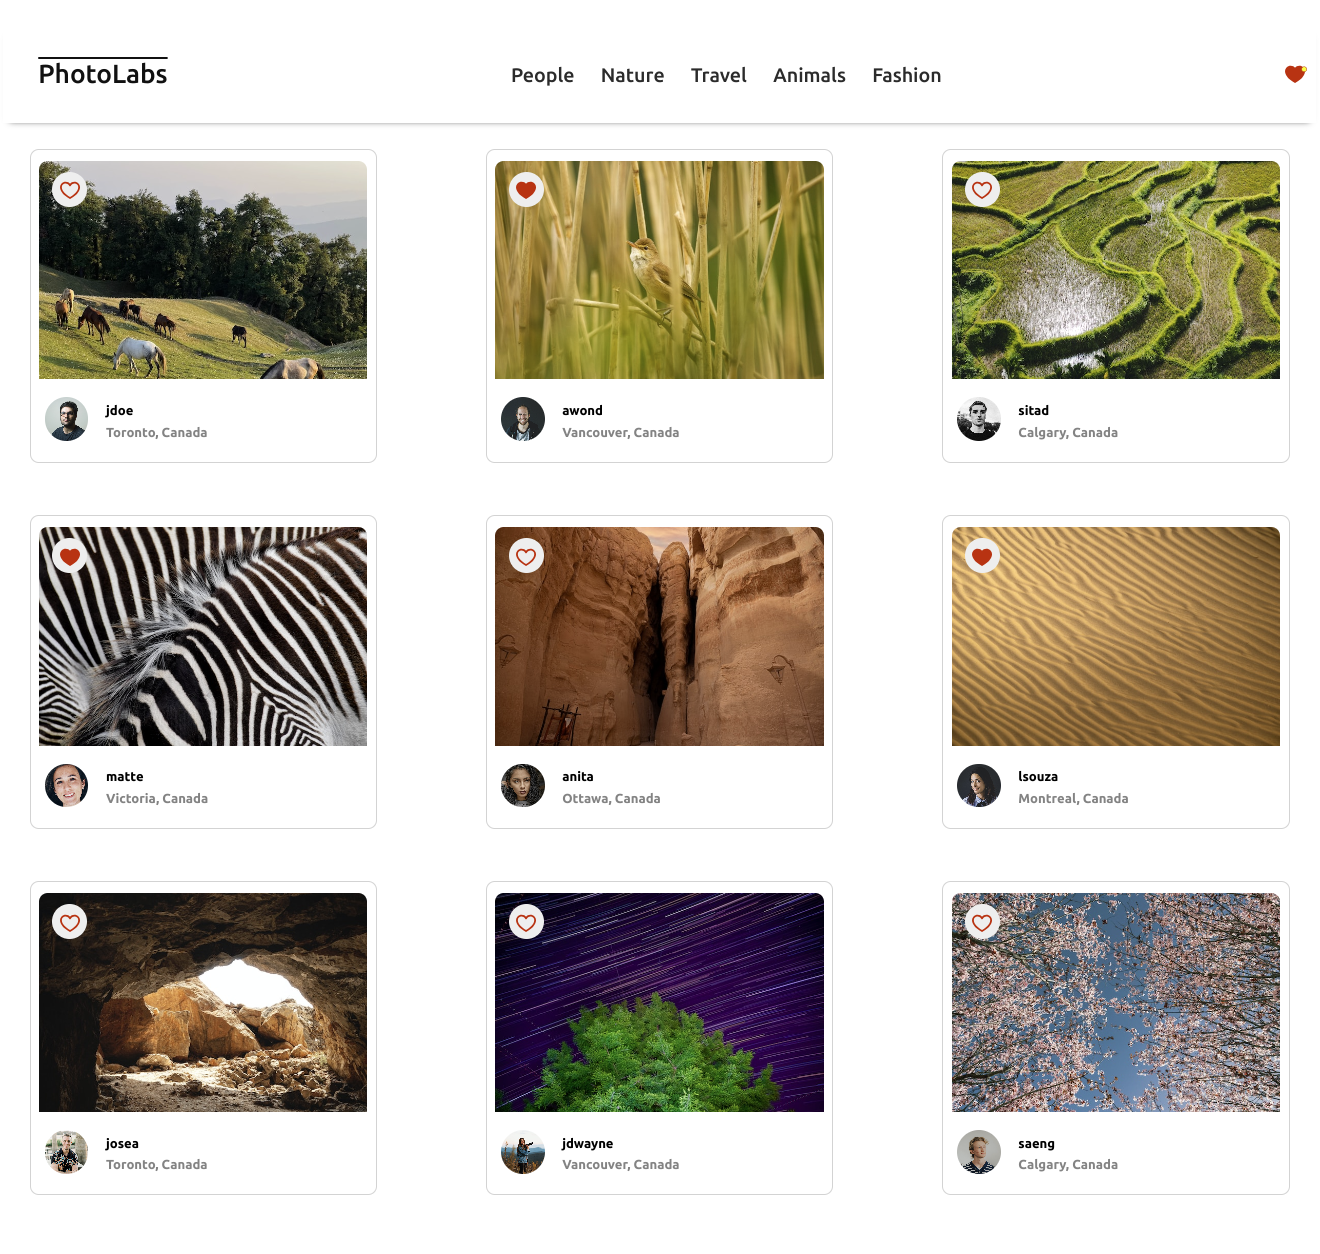 PhotoLabs
People Nature Travel Animals Fashion
jdoe
Toronto, Canada
awond
Vancouver, Canada
sitad
Calgary, Canada
matte
Victoria, Canada
anita
Ottawa, Canada
lsouza
Montreal, Canada
josea
Toronto, Canada
jdwayne
Vancouver, Canada
saeng
Calgary, Canada